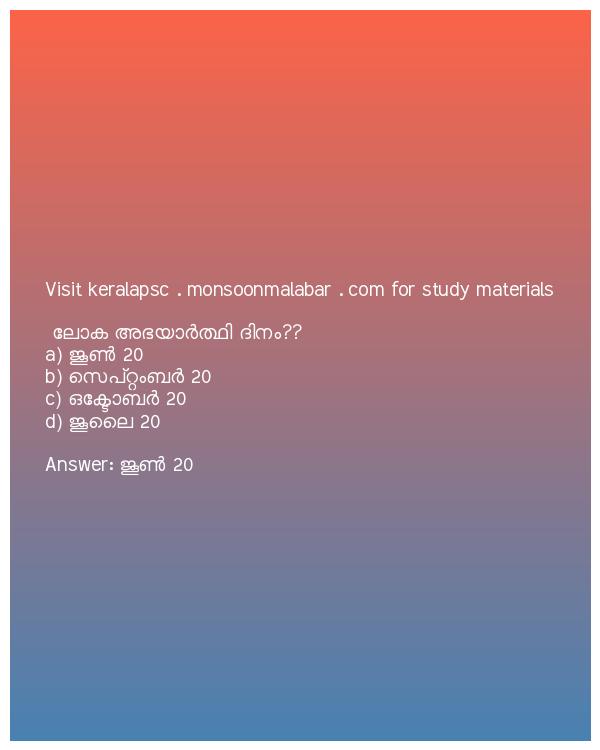 Visit keralapsc . monsoonmalabar . com for study materials
ലോക അഭയാർത്ഥി ദിനം??
a) ജൂൺ 20
b) സെപ്റ്റംബർ 20
c) ഒക്ടോബർ 20
d) ജൂലൈ 20
Answer: ജൂൺ 20